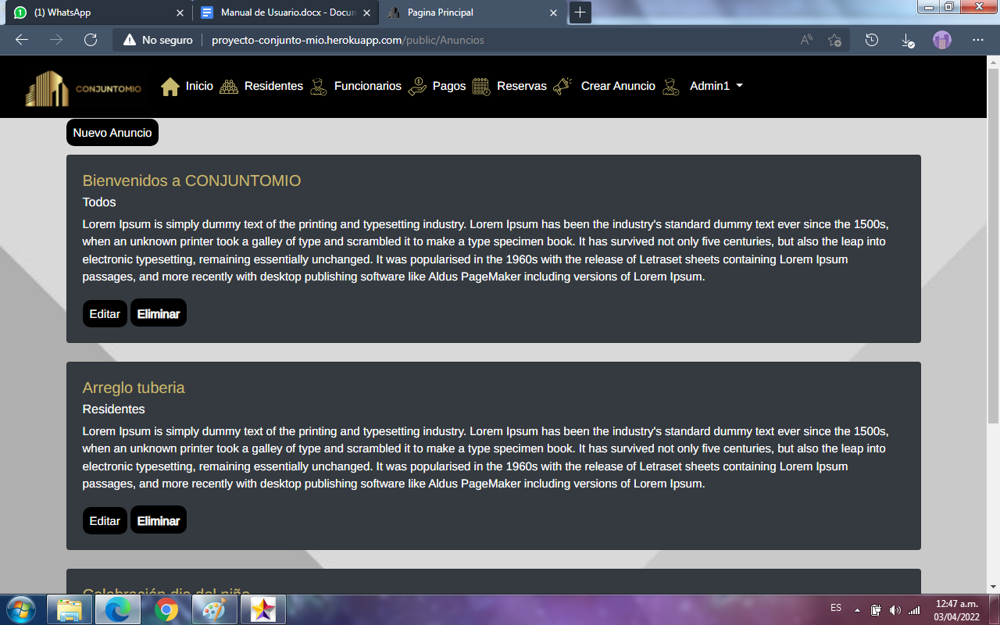 (1) WhatsApp
Manual de Usuario.docx - Docun
Pagina Principal
No seguro
proyecto-conjunto-mio.herokuapp.com/public/Anuncios
CONJUNTOMIO
Inicio
Residentes
Funcionarios
Pagos
Reservas
Crear Anuncio
Admin1
Nuevo Anuncio
Bienvenidos a CONJUNTOMIO
Todos
Lorem Ipsum is simply dummy text of the printing and typesetting industry. Lorem Ipsum has been the industry's standard dummy text ever since the 1500s,
when an unknown printer took a galley of type and scrambled it to make a type specimen book. It has survived not only five centuries, but also the leap into
electronic typesetting, remaining essentially unchanged. It was popularised in the 1960s with the release of Letraset sheets containing Lorem Ipsum
passages, and more recently with desktop publishing software like Aldus PageMaker including versions of Lorem Ipsum.
Editar
Eliminar
Arreglo tuberia
Residentes
Lorem Ipsum is simply dummy text of the printing and typesetting industry. Lorem Ipsum has been the industry's standard dummy text ever since the 1500s,
when an unknown printer took a galley of type and scrambled it to make a type specimen book. It has survived not only five centuries, but also the leap into
electronic typesetting, remaining essentially unchanged. It was popularised in the 1960s with the release of Letraset sheets containing Lorem Ipsum
passages, and more recently with desktop publishing software like Aldus PageMaker including versions of Lorem Ipsum.
Editar
Eliminar
Celebración dia del niño
ES
12:47 a.m.
03/04/2022